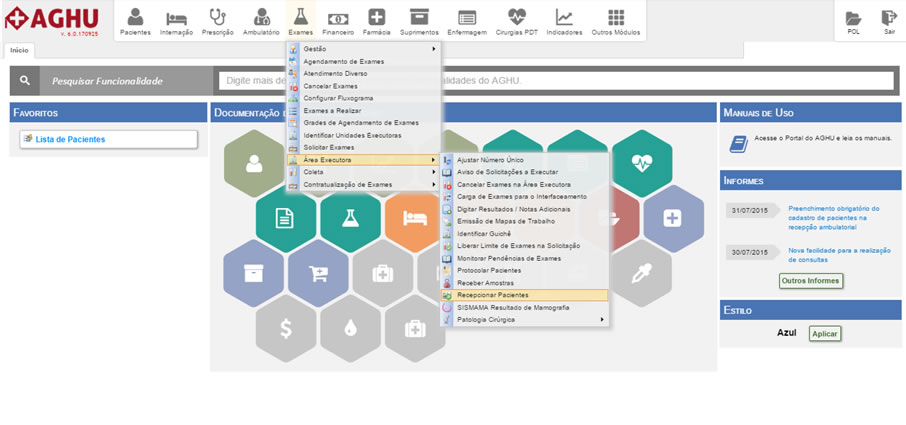 AGHU
v. 6.0.170925
Pacientes
Internação
Prescrição
Ambulatório
Exames
Financeiro
Farmácia
Suprimentos
Enfermagem
Cirurgias PDT
Indicadores
Outros Módulos
POL
Sair
Início
Pesquisar Funcionalidade
Digite mais de
alidades do AGHU.
Favoritos
Lista de Pacientes
Documentação
Gestão
Agendamento de Exames
Atendimento Diverso
Cancelar Exames
Configurar Fluxograma
Exames a Realizar
Grades de Agendamento de Exames
Identificar Unidades Executoras
Solicitar Exames
Área Executora
Coleta
Contratualização de Exames
Ajustar Número Único
Aviso de Solicitações a Executar
Cancelar Exames na Área Executora
Carga de Exames para o Interfaceamento
Digitar Resultados / Notas Adicionais
Emissão de Mapas de Trabalho
Identificar Guichê
Liberar Limite de Exames na Solicitação
Monitorar Pendências de Exames
Protocolar Pacientes
Receber Amostras
Recepcionar Pacientes
SISMAMA Resultado de Mamografia
Patologia Cirúrgica
Manuais de Uso
Acesse o Portal do AGHU e leia os manuais.
Informes
31/07/2015
Preenchimento obrigatório do
cadastro de pacientes na
recepção ambulatorial
30/07/2015
Nova facilidade para a realização
de consultas
Outros Informes
Estilo
Azul
Aplicar